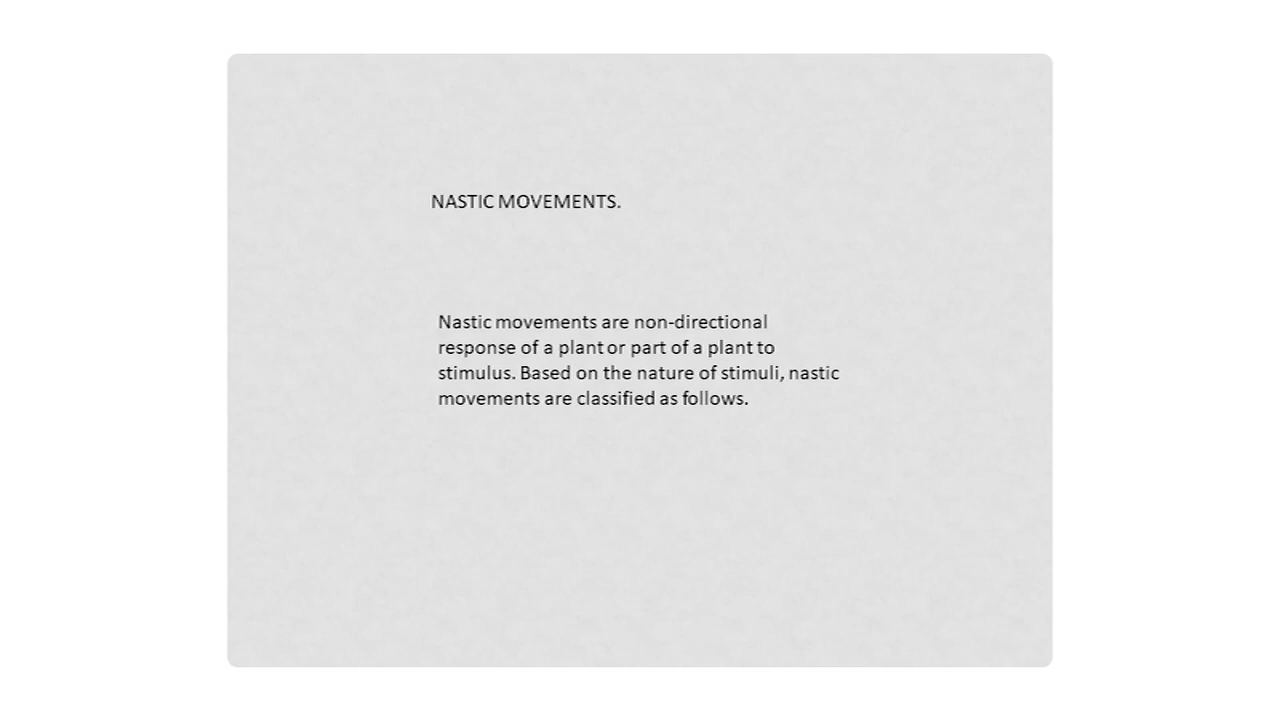 NASTIC MOVEMENTS.
Nastic movements are non-directional
response of a plant or part of a plant to
stimulus. Based on the nature of stimuli, nastic
movements are classified as follows.